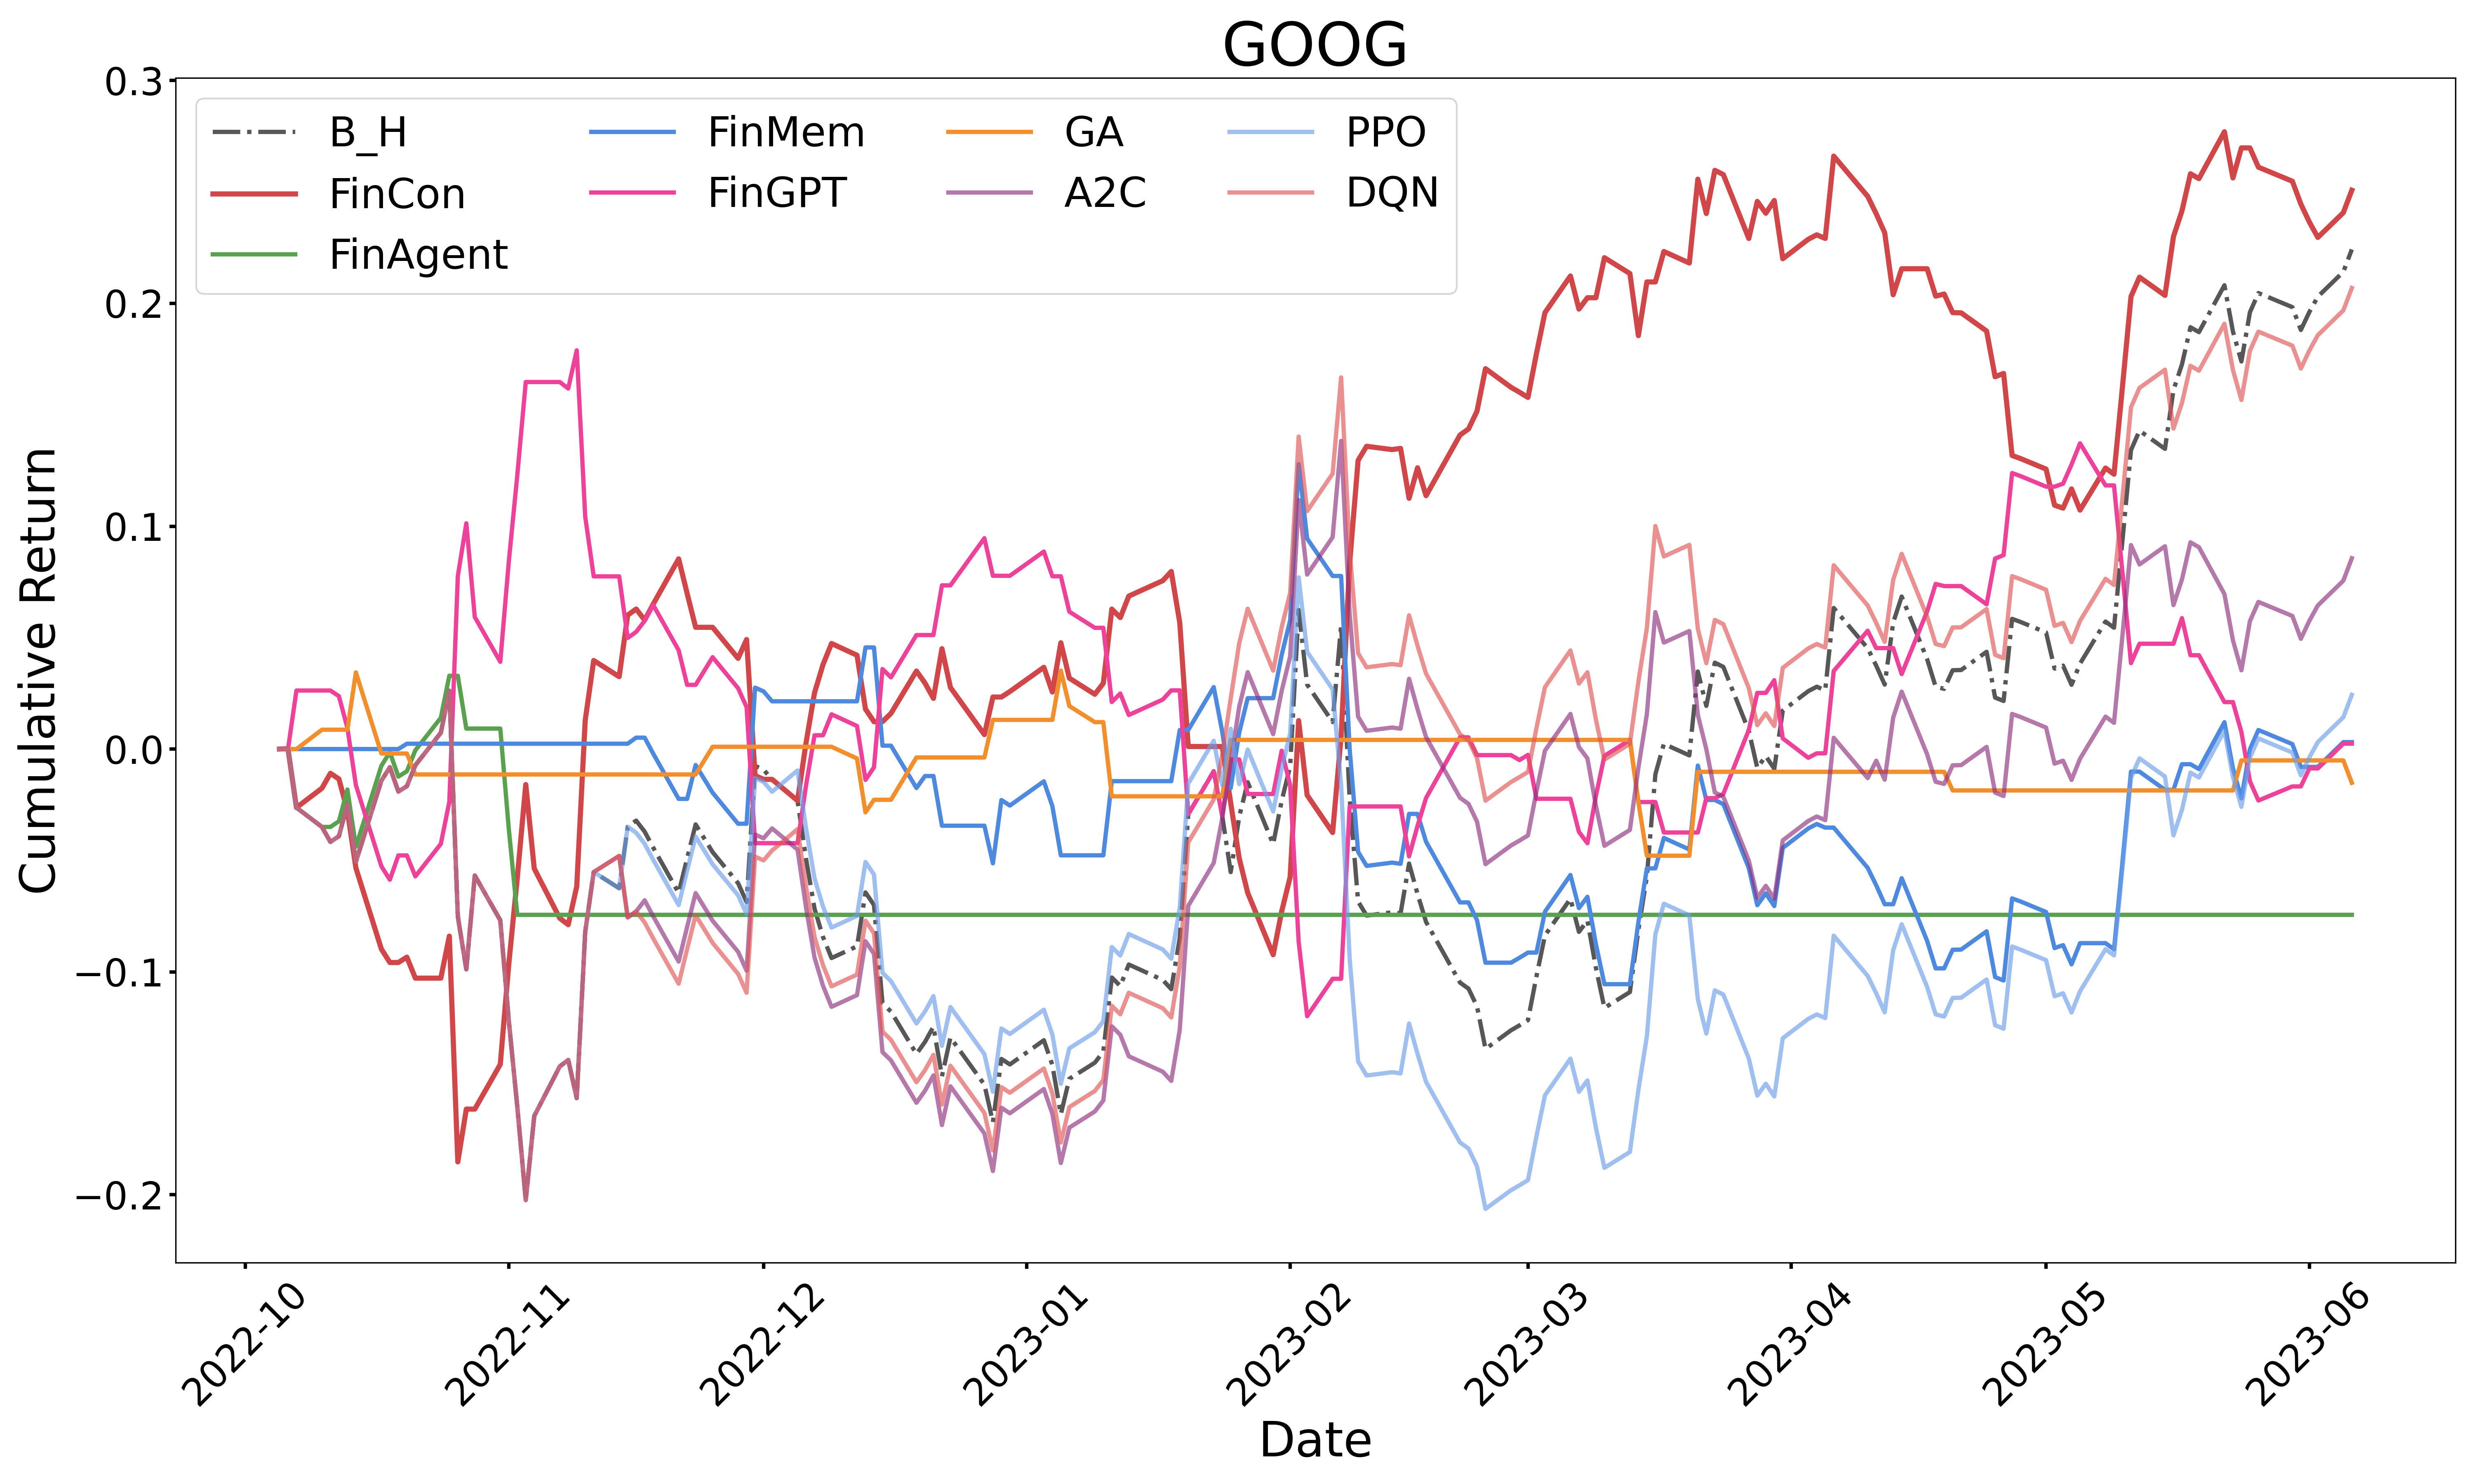 GOOG
0.3
0.2
0.1
0.0
−0.1
−0.2
Cumulative Return
B_H
FinCon
FinAgent
FinMem
FinGPT
GA
A2C
PPO
DQN
2022-10
2022-11
2022-12
2023-01
2023-02
2023-03
2023-04
2023-05
2023-06
Date